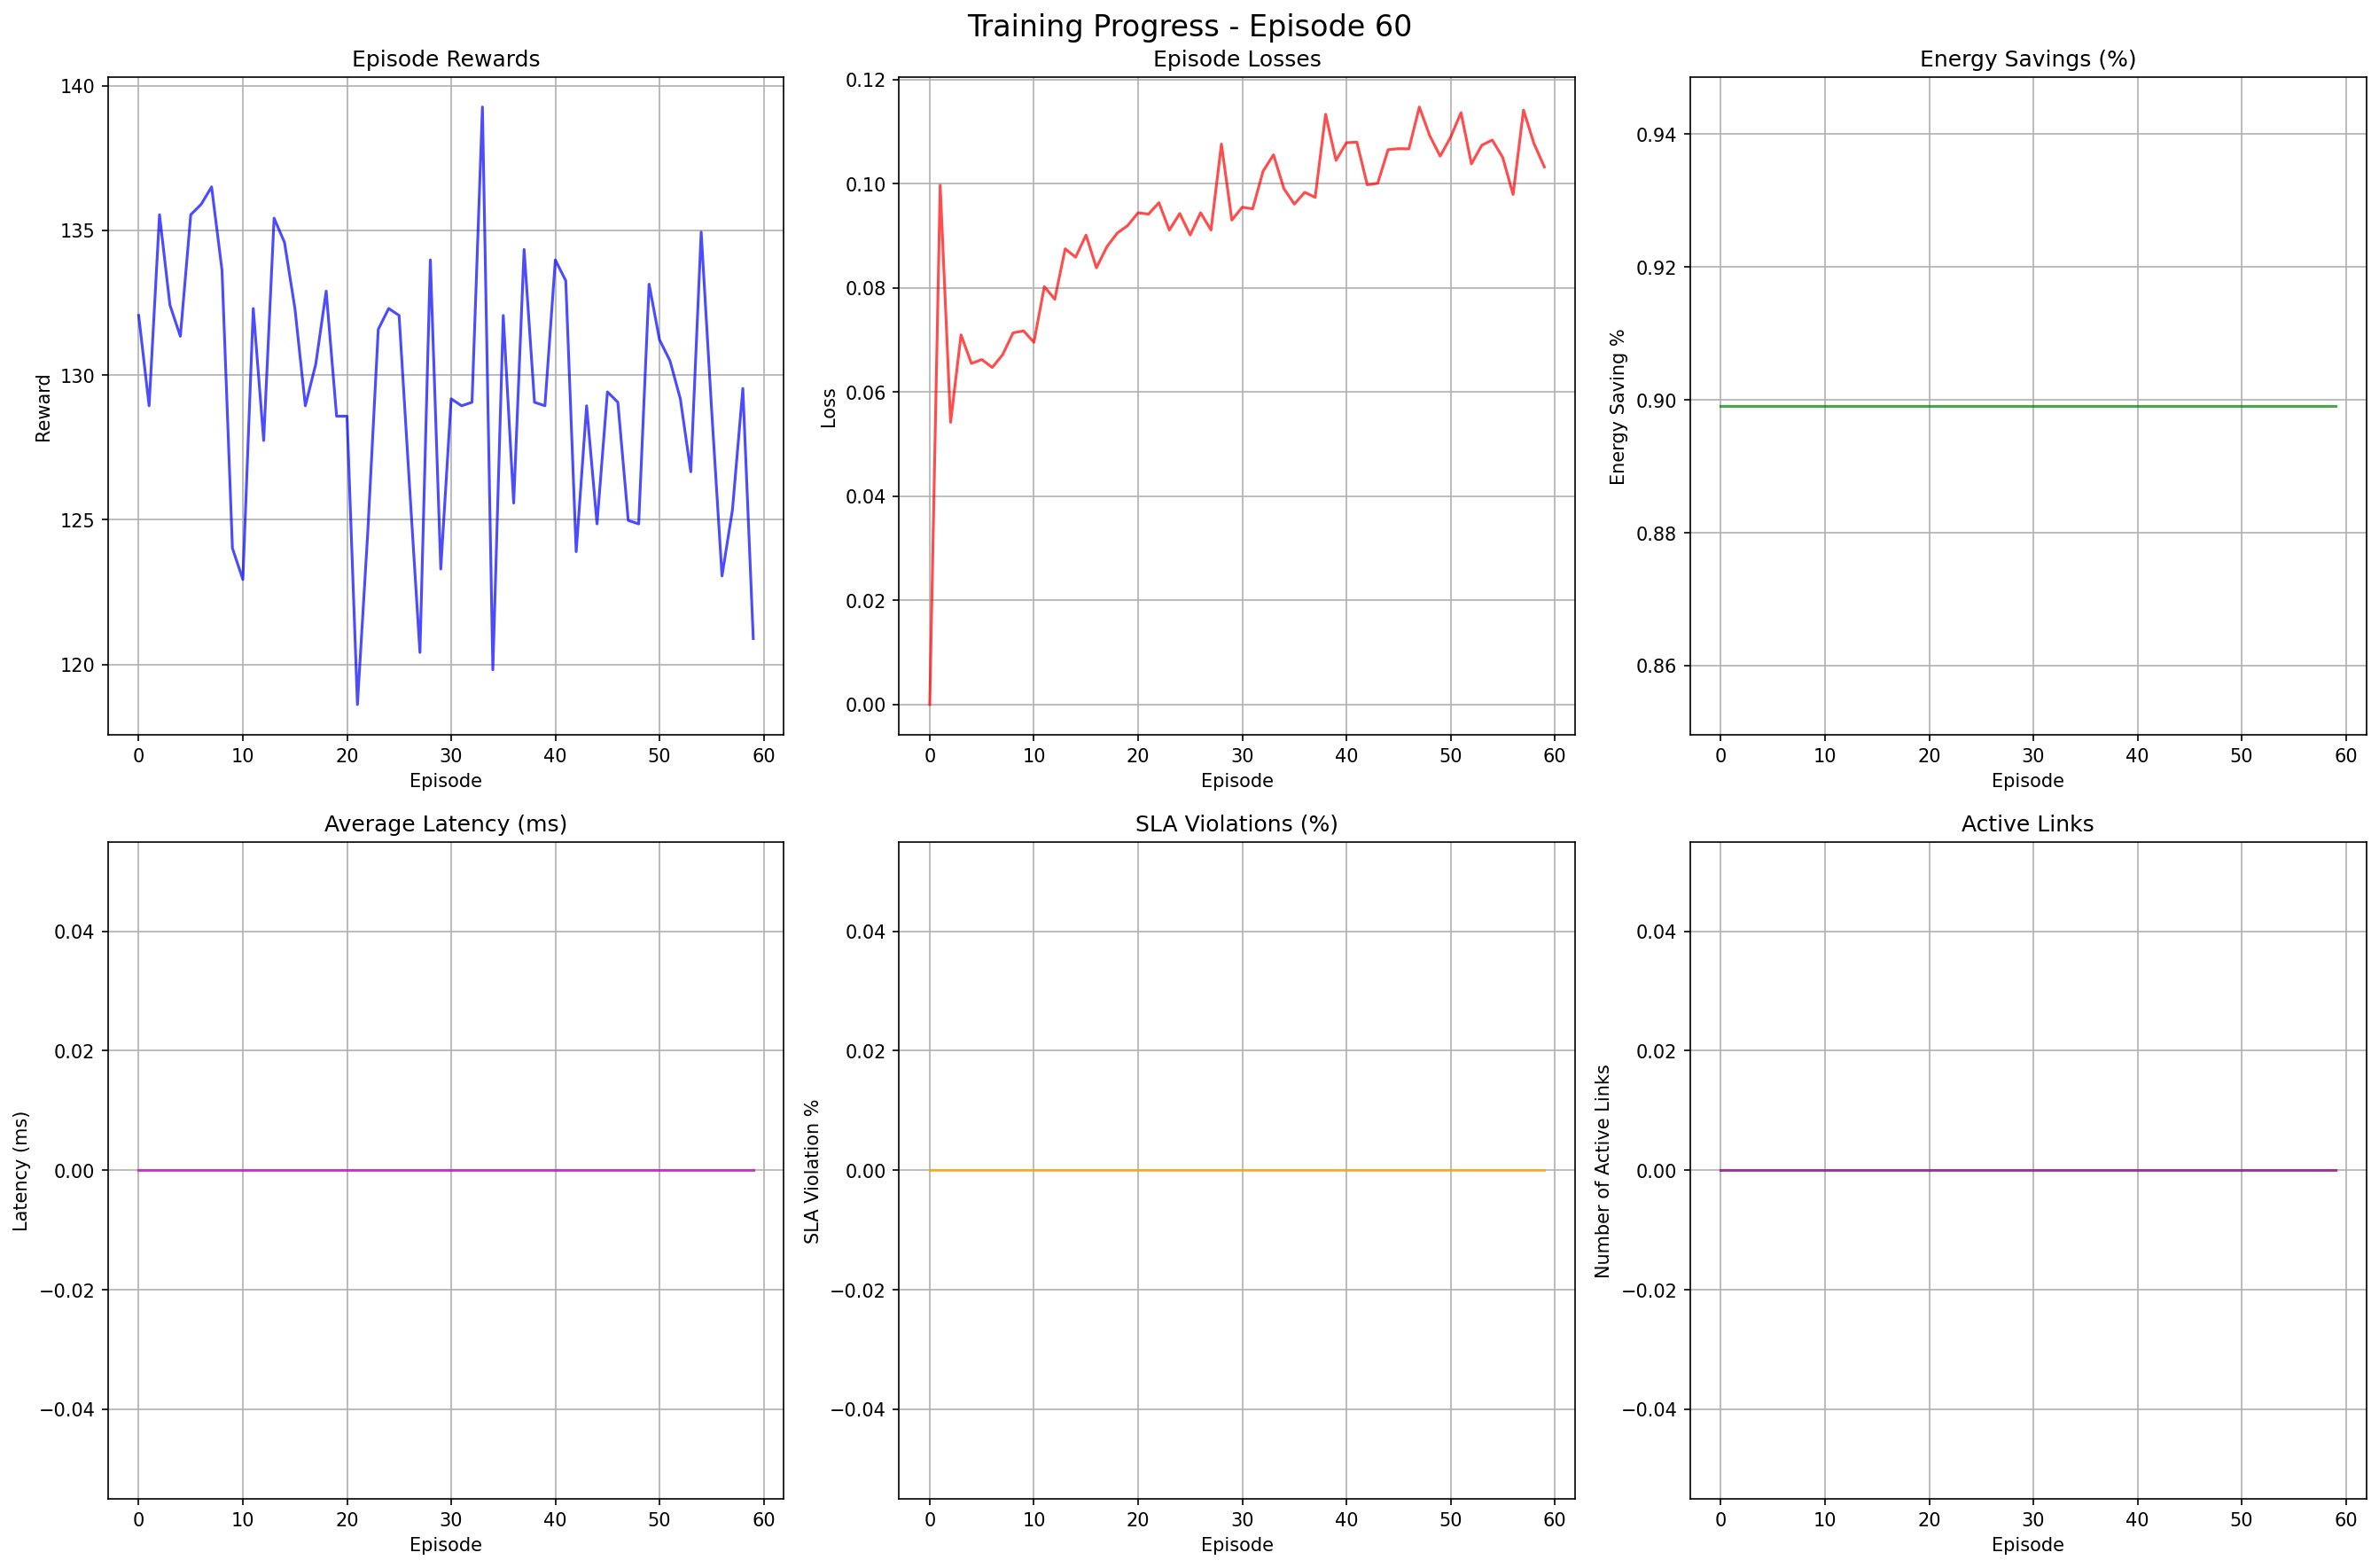 Training Progress - Episode 60
Episode Rewards
140
135
130
125
120
Reward
0 10 20 30 40 50 60
Episode
Episode Losses
0.12
0.10
0.08
0.06
0.04
0.02
0.00
Loss
0 10 20 30 40 50 60
Episode
Energy Savings (%)
0.94
0.92
0.90
0.88
0.86
Energy Saving %
0 10 20 30 40 50 60
Episode
Average Latency (ms)
0.04
0.02
0.00
−0.02
−0.04
Latency (ms)
0 10 20 30 40 50 60
Episode
SLA Violations (%)
0.04
0.02
0.00
−0.02
−0.04
SLA Violation %
0 10 20 30 40 50 60
Episode
Active Links
0.04
0.02
0.00
−0.02
−0.04
Number of Active Links
0 10 20 30 40 50 60
Episode